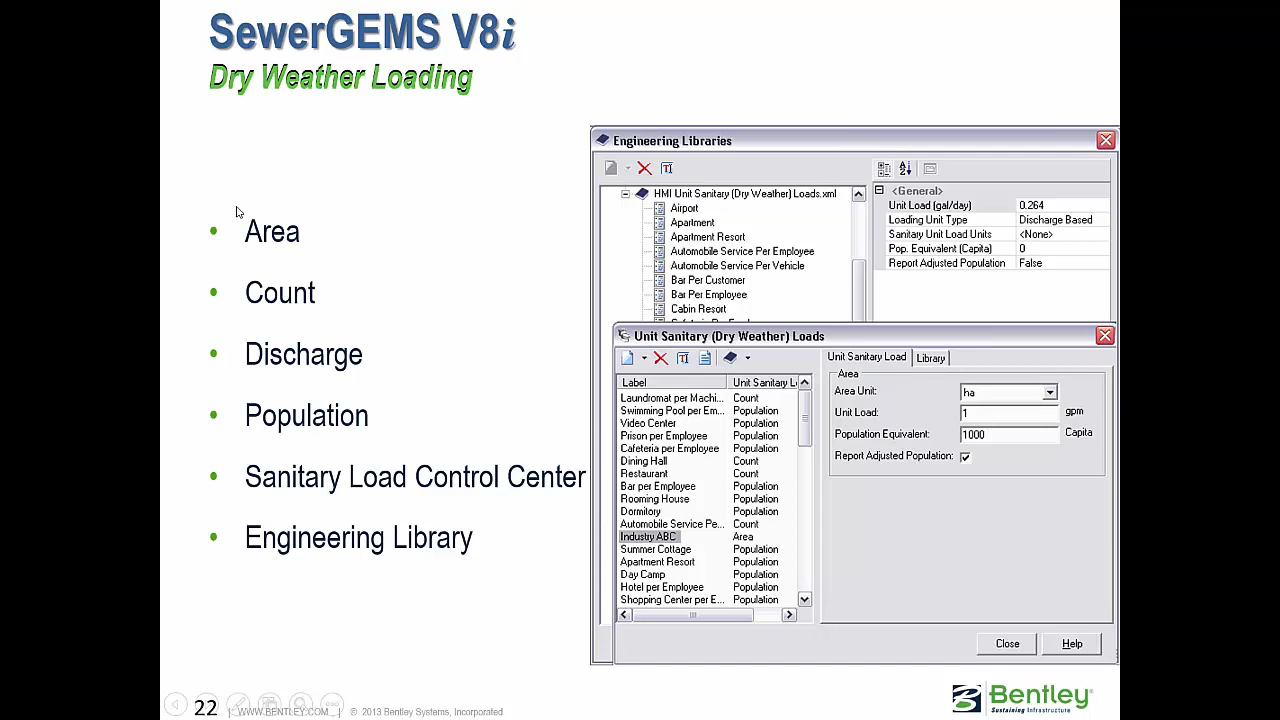 SewerGEMS V8i
Dry Weather Loading
• Area
• Count
• Discharge
• Population
• Sanitary Load Control Center
• Engineering Library
Engineering Libraries
HMI Unit Sanitary (Dry Weather) Loads.xml
Airport
Apartment
Apartment Resort
Automobile Service Per Employee
Automobile Service Per Vehicle
Bar Per Customer
Bar Per Employee
Cabin Resort
<General>
Unit Load (gal/day) 0.264
Loading Unit Type Discharge Based
Sanitary Unit Load Units <None>
Pop. Equivalent (Capita) 0
Report Adjusted Population False
Unit Sanitary (Dry Weather) Loads
Label Unit Sanitary L
Laundromat per Machi... Count
Swimming Pool per Em... Population
Video Center Population
Prison per Employee Population
Cafeteria per Employee Population
Dining Hall Count
Restaurant Count
Bar per Employee Population
Rooming House Population
Dormitory Population
Automobile Service Pe... Count
Industry ABC Area
Summer Cottage Population
Apartment Resort Population
Day Camp Population
Hotel per Employee Population
Shopping Center per E... Population
Unit Sanitary Load Library
Area
Area Unit: ha
Unit Load: 1 gpm
Population Equivalent: 1000 Capita
Report Adjusted Population:
Close Help
22 | WWW.BENTLEY.COM | © 2013 Bentley Systems, Incorporated
Bentley
Sustaining Infrastructure